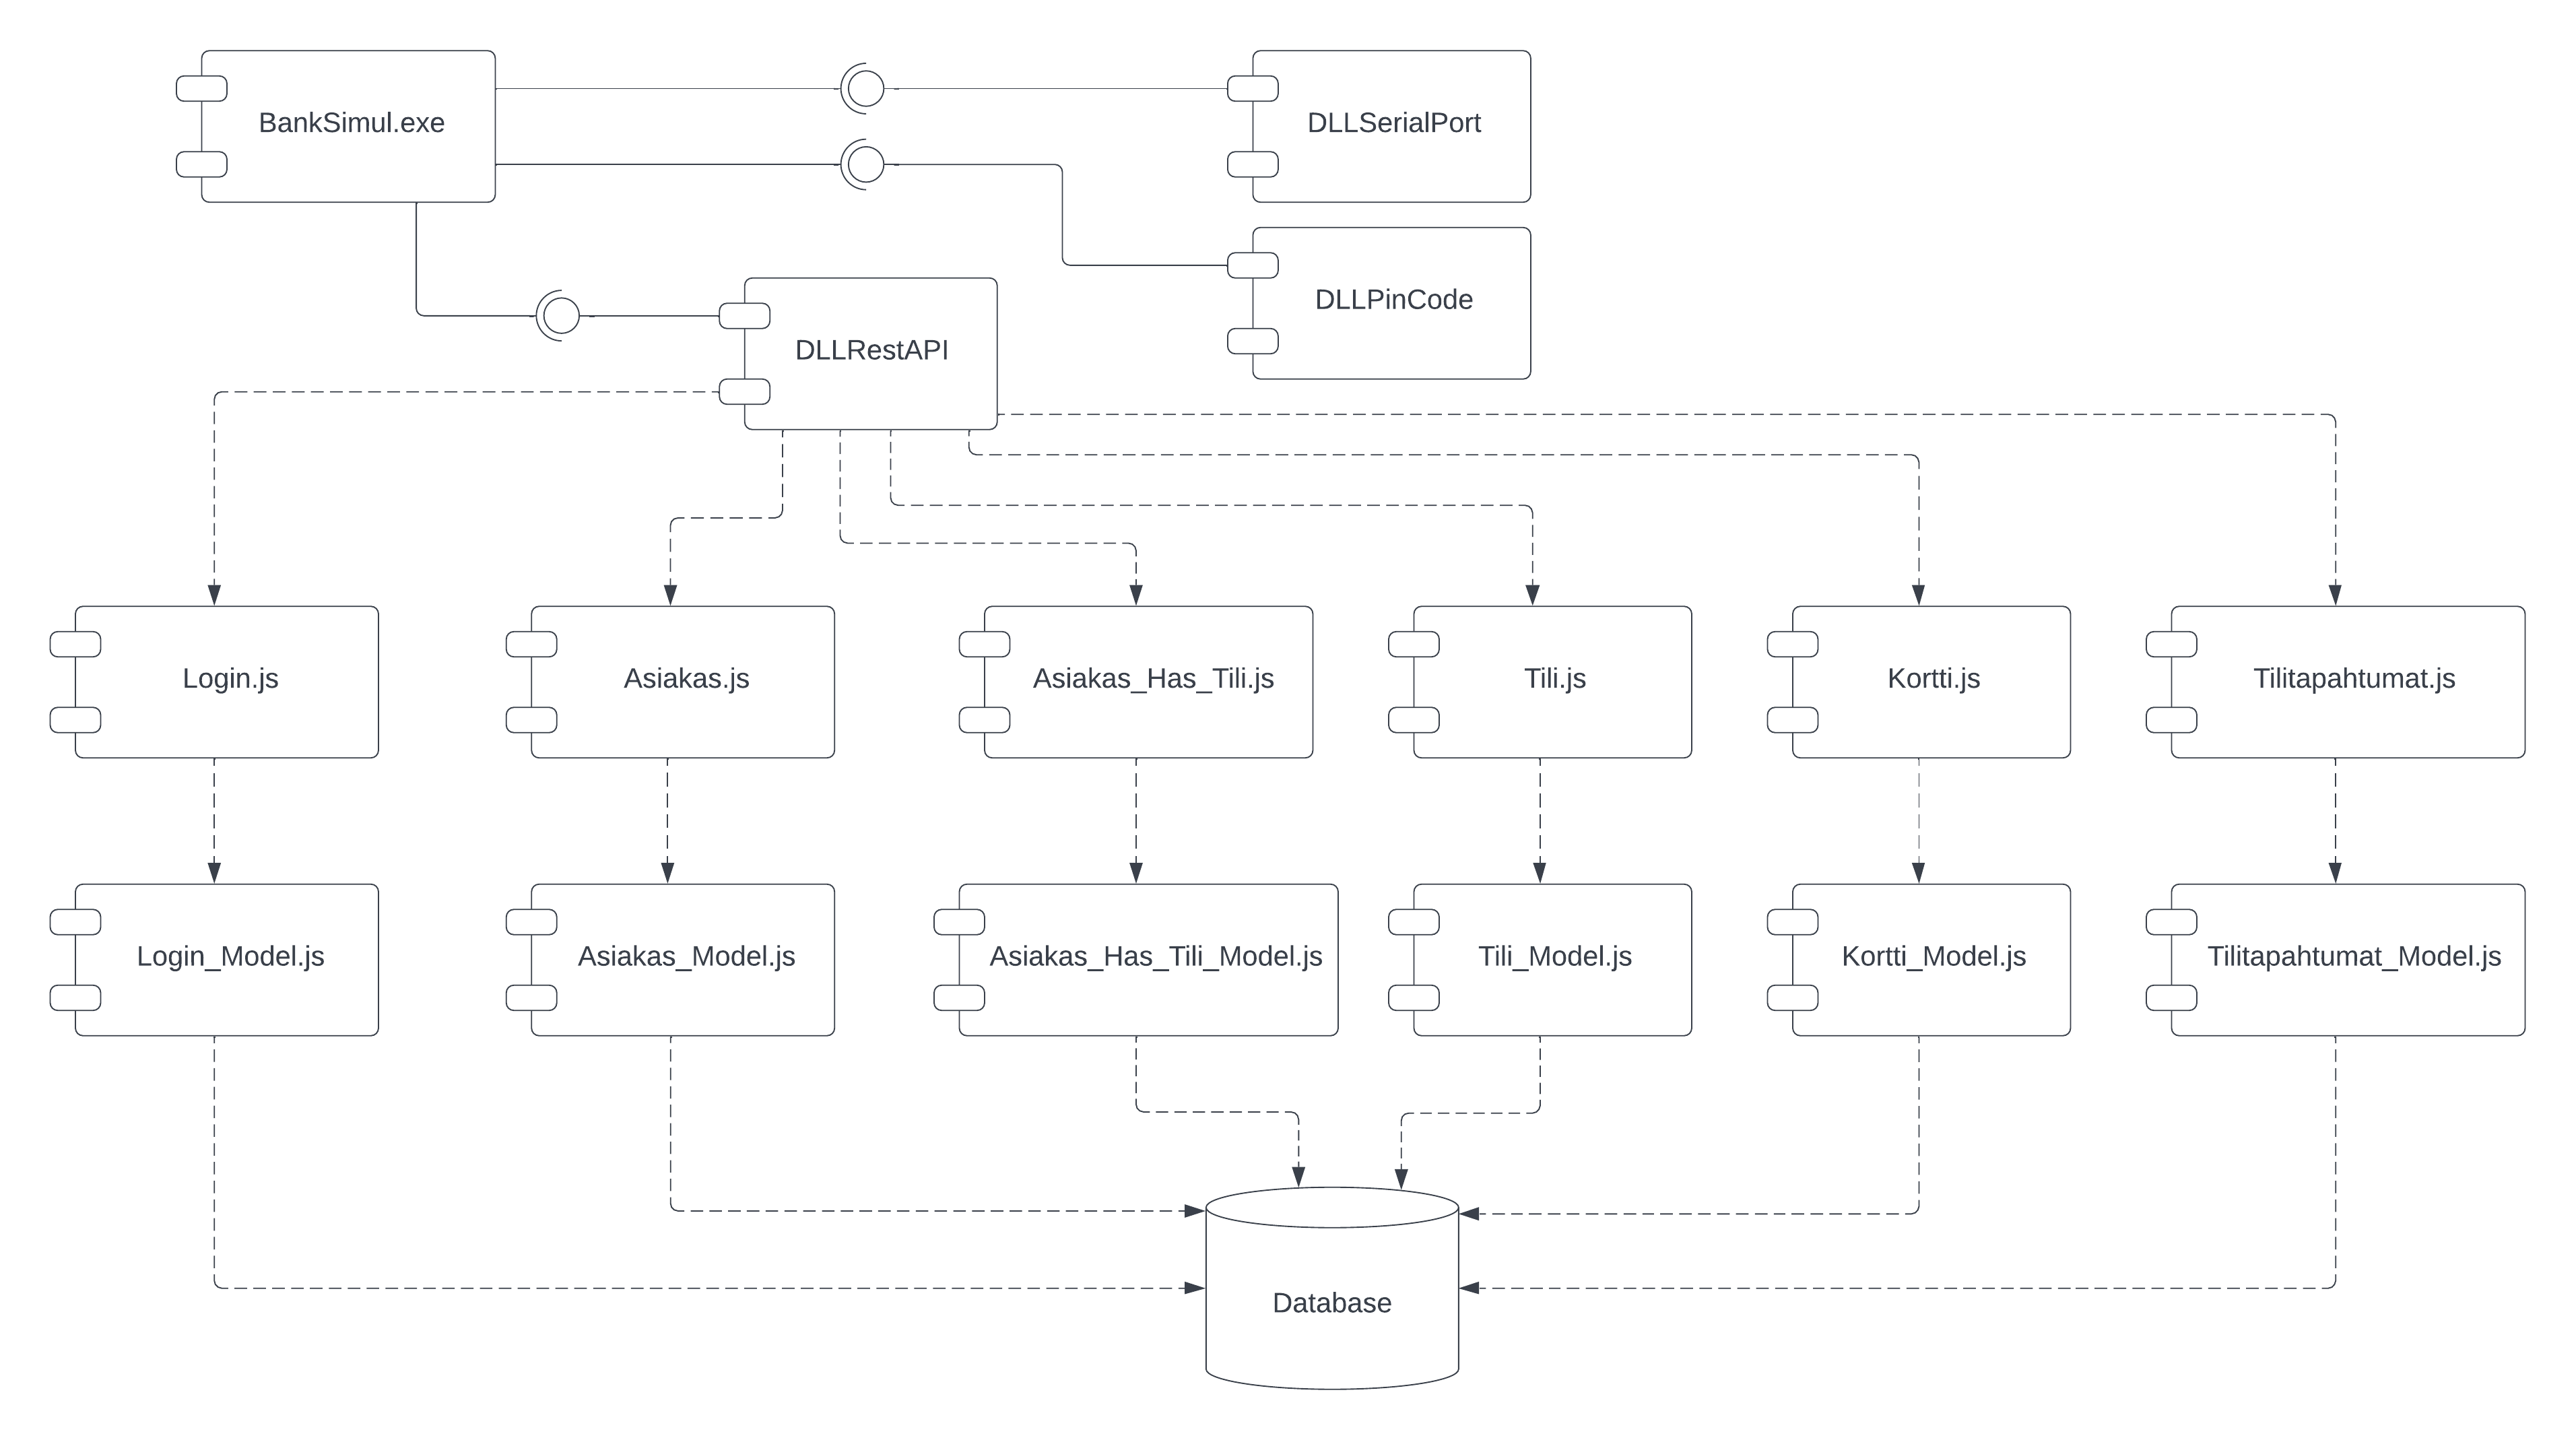 BankSimul.exe
DLLSerialPort
DLLPinCode
DLLRestAPI
Login.js
Asiakas.js
Asiakas_Has_Tili.js
Tili.js
Kortti.js
Tilitapahtumat.js
Login_Model.js
Asiakas_Model.js
Asiakas_Has_Tili_Model.js
Tili_Model.js
Kortti_Model.js
Tilitapahtumat_Model.js
Database